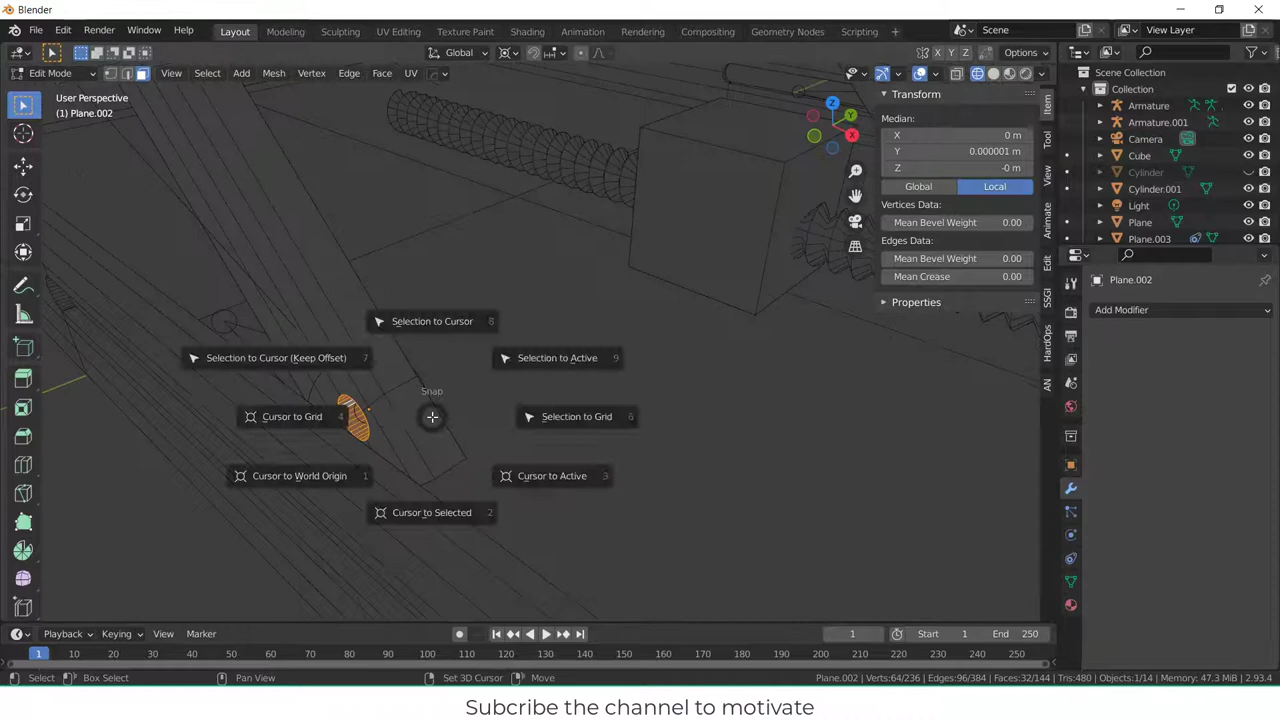 Blender
File Edit Render Window Help Layout Modeling Sculpting UV Editing Texture Paint Shading Animation Rendering Compositing Geometry Nodes Scripting Scene View Layer
Global X Y Z Options
Edit Mode View Select Add Mesh Vertex Edge Face UV
User Perspective
(1) Plane.002
Z
Y
X
Transform
Median:
X 0 m
Y 0.000001 m
Z -0 m
Global Local
Vertices Data:
Mean Bevel Weight 0.00
Edges Data:
Mean Bevel Weight 0.00
Mean Crease 0.00
Properties
Item
Tool
View
Animate
Edit
SSGI
HardOps
AN
Scene Collection
Collection
Armature
Armature.001
Camera
Cube
Cylinder
Cylinder.001
Light
Plane
Plane.003
Plane.002
Add Modifier
Selection to Cursor 8
Selection to Cursor (Keep Offset) 7
Selection to Active 9
Snap
Cursor to Grid 4
Selection to Grid 6
Cursor to World Origin 1
Cursor to Active 3
Cursor to Selected 2
Playback Keying View Marker 1 Start 1 End 250
1 10 20 30 40 50 60 70 80 90 100 110 120 130 140 150 160 170 180 190 200 210 220 230 240 250
Select Box Select Pan View Set 3D Cursor Move Plane.002 | Verts:64/236 | Edges:96/384 | Faces:32/144 | Tris:480 | Objects:1/14 | Memory: 47.3 MiB | 2.93.4
Subcribe the channel to motivate